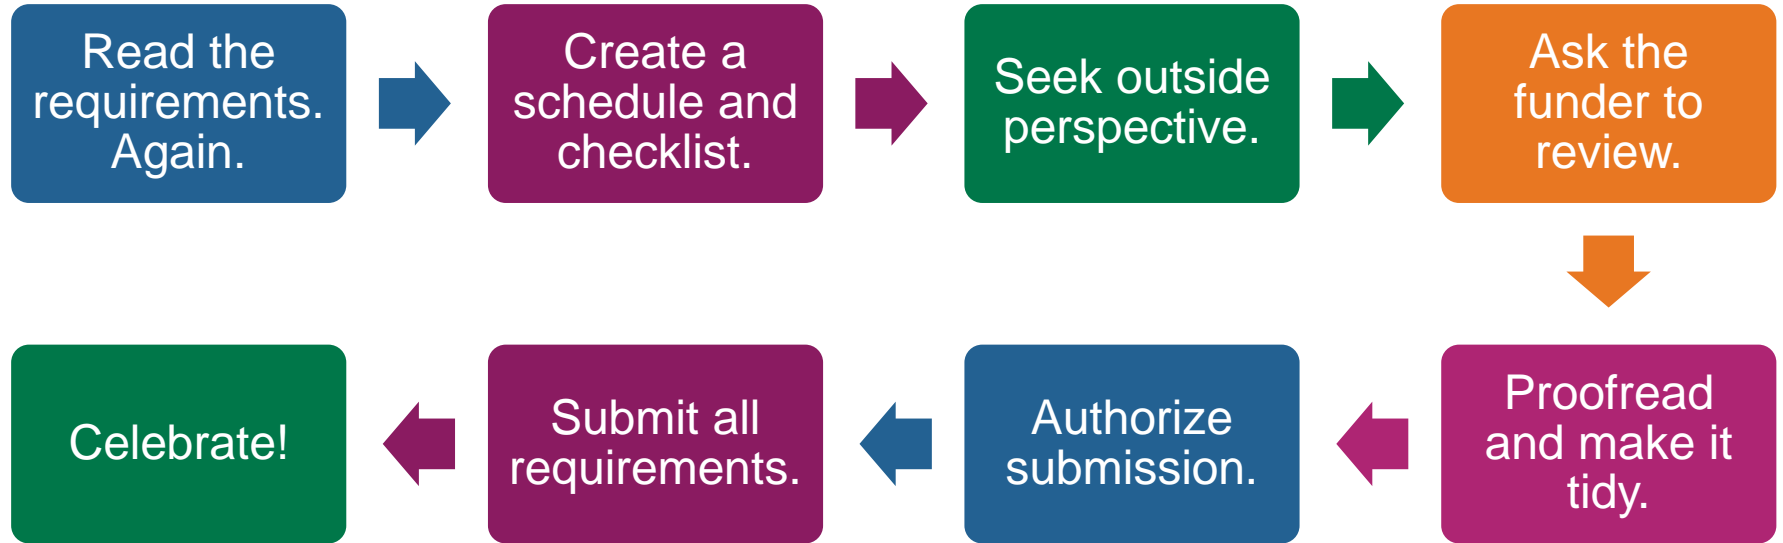 Read the
requirements.
Again.
Create a
schedule and
checklist.
Seek outside
perspective.
Ask the
funder to
review.
Proofread
and make it
tidy.
Authorize
submission.
Submit all
requirements.
Celebrate!